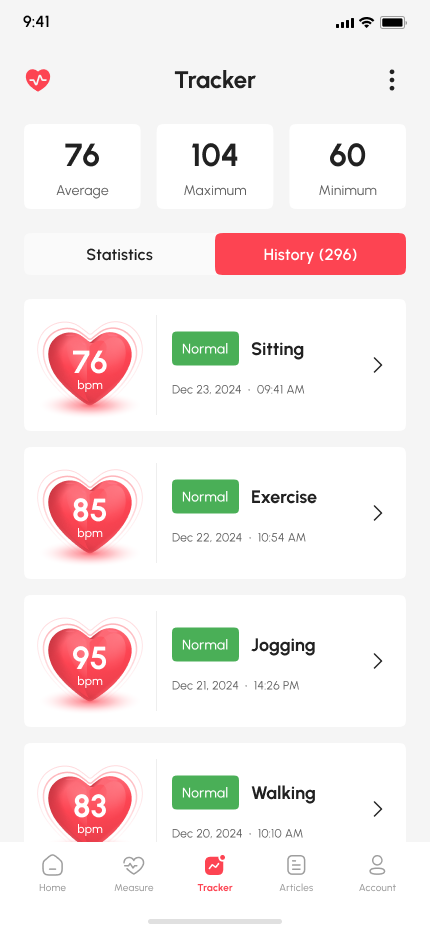 9:41
Tracker
76 104 60
Average Maximum Minimum
Statistics History (296)
76 bpm
Normal Sitting
Dec 23, 2024 · 09:41 AM
85 bpm
Normal Exercise
Dec 22, 2024 · 10:54 AM
95 bpm
Normal Jogging
Dec 21, 2024 · 14:26 PM
83 bpm
Normal Walking
Dec 20, 2024 · 10:10 AM
Home Measure Tracker Articles Account